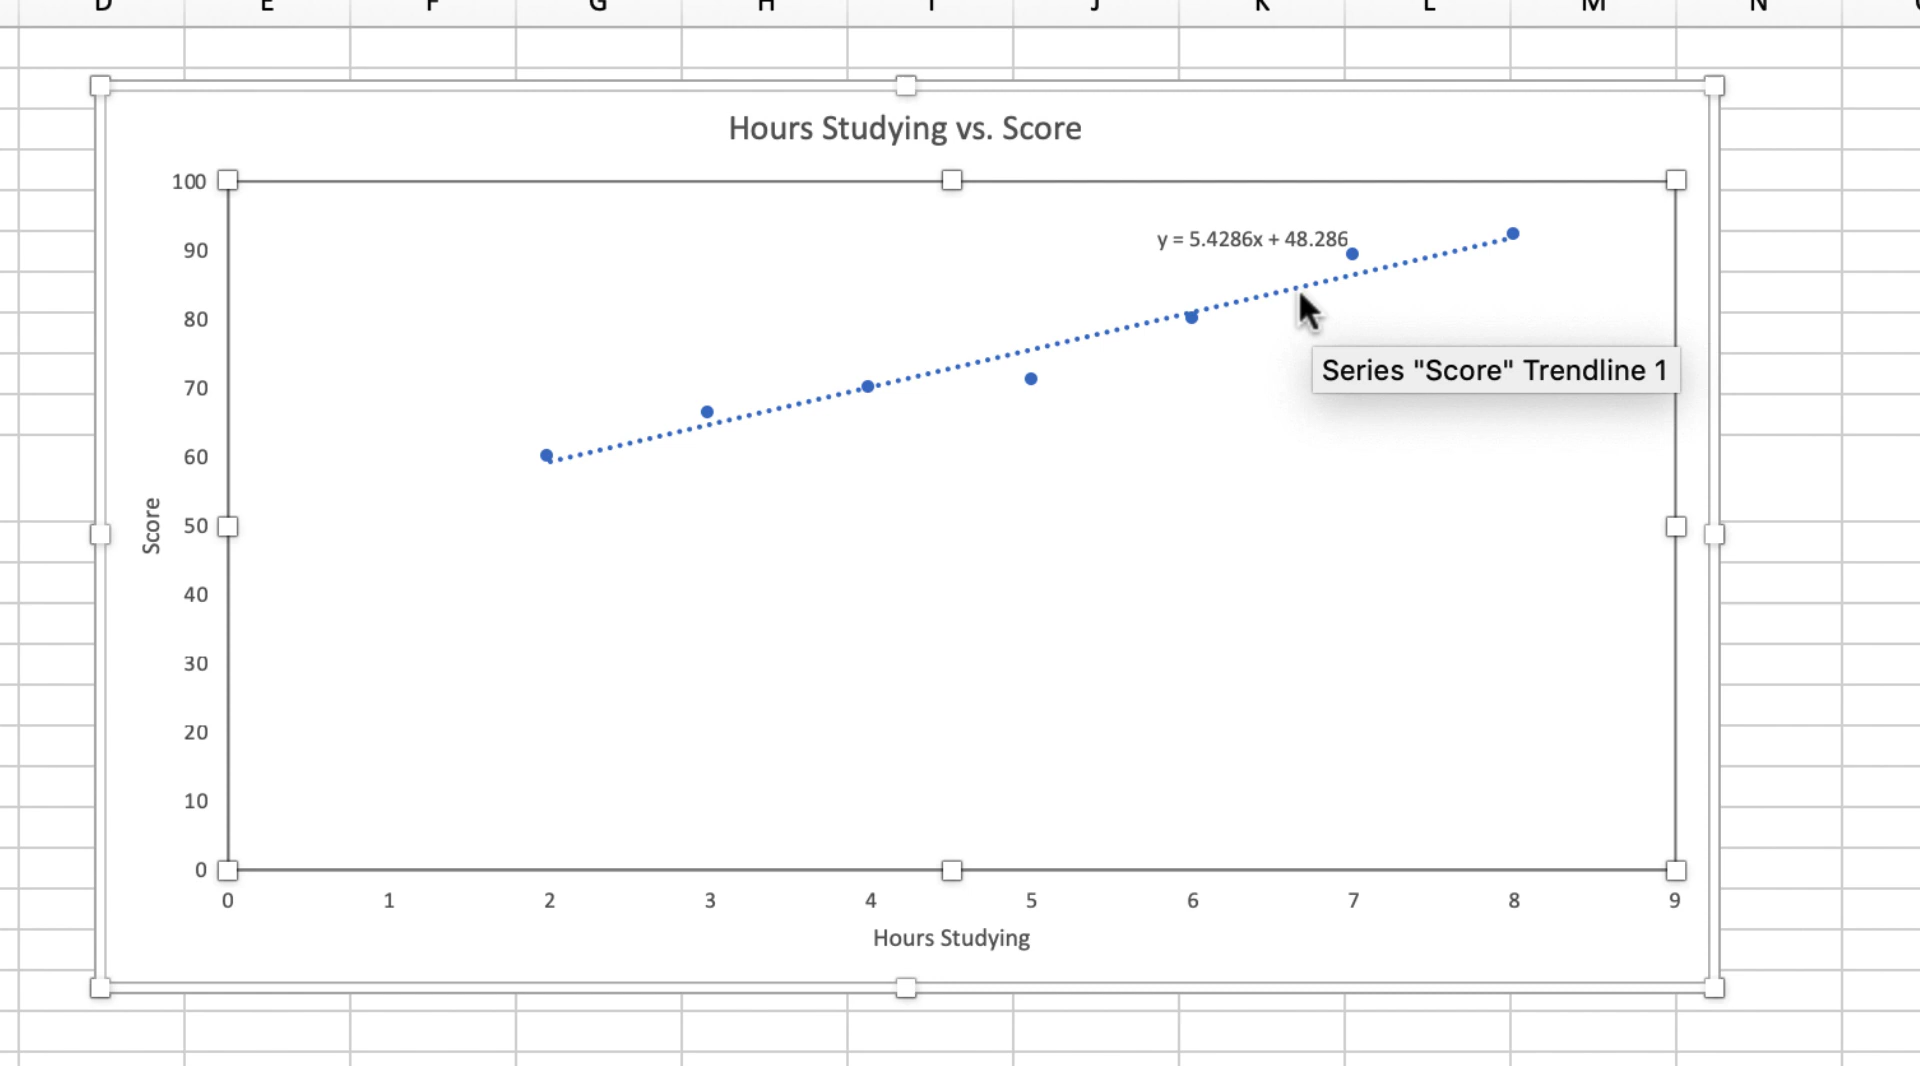 D E F G H I J K L M N
Hours Studying vs. Score
100
90
80
70
60
50
40
30
20
10
0
Score
y = 5.4286x + 48.286
Series "Score" Trendline 1
0 1 2 3 4 5 6 7 8 9
Hours Studying